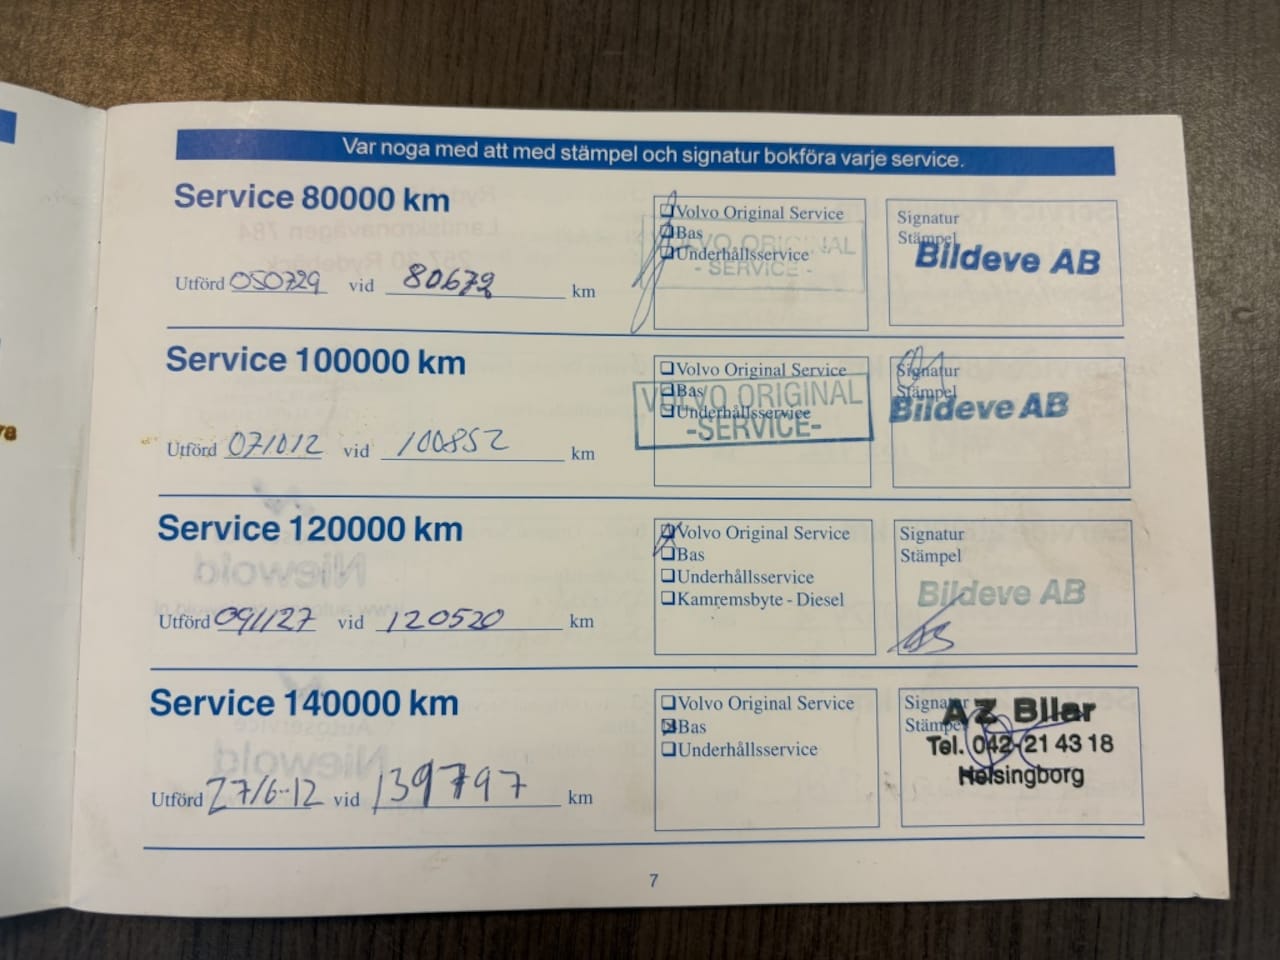 Var noga med att med stämpel och signatur bokföra varje service.
Service 80000 km
Utförd 050729 vid 80672 km
❏Volvo Original Service
❏Bas
❏Underhållsservice
VOLVO ORIGINAL
- SERVICE -
Signatur
Stämpel
Bildeve AB
Service 100000 km
Utförd 071012 vid 100852 km
❏Volvo Original Service
❏Bas
❏Underhållsservice
VOLVO ORIGINAL
-SERVICE-
Signatur
Stämpel
Bildeve AB
Service 120000 km
Utförd 091127 vid 120520 km
❏Volvo Original Service
❏Bas
❏Underhållsservice
❏Kamremsbyte - Diesel
Signatur
Stämpel
Bildeve AB
Service 140000 km
Utförd 27/6-12 vid 139797 km
❏Volvo Original Service
❏Bas
❏Underhållsservice
Signatur
Stämpel
AZ Bilar
Tel. 042-21 43 18
Helsingborg
7